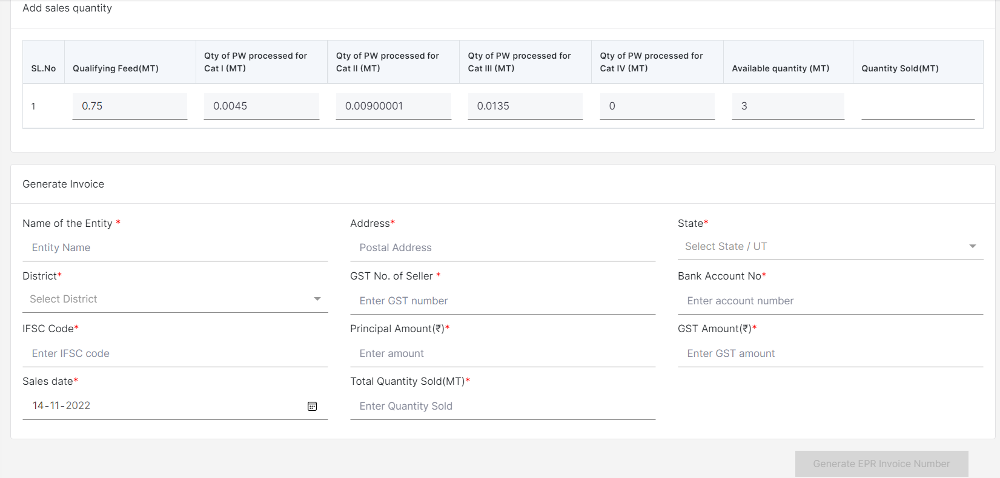 Add sales quantity
SL.No Qualifying Feed(MT) Qty of PW processed for Cat I (MT) Qty of PW processed for Cat II (MT) Qty of PW processed for Cat III (MT) Qty of PW processed for Cat IV (MT) Available quantity (MT) Quantity Sold(MT)
1 0.75 0.0045 0.00900001 0.0135 0 3
Generate Invoice
Name of the Entity * Address* State*
Entity Name Postal Address Select State / UT
District* GST No. of Seller * Bank Account No*
Select District Enter GST number Enter account number
IFSC Code* Principal Amount(₹)* GST Amount(₹)*
Enter IFSC code Enter amount Enter GST amount
Sales date* Total Quantity Sold(MT)*
14-11-2022 Enter Quantity Sold
Generate EPR Invoice Number